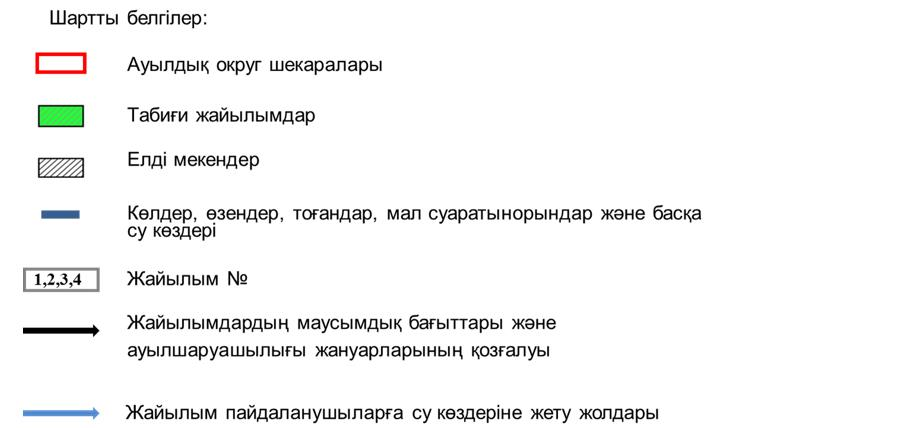 Шартты белгілер:
Ауылдық округ шекаралары
Табиғи жайылымдар
Елді мекендер
Көлдер, өзендер, тоғандар, мал суаратынорындар және басқа
су көздері
1,2,3,4 Жайылым №
Жайылымдардың маусымдық бағыттары және
ауылшаруашылығы жануарларының қозғалуы
Жайылым пайдаланушыларға су көздеріне жету жолдары